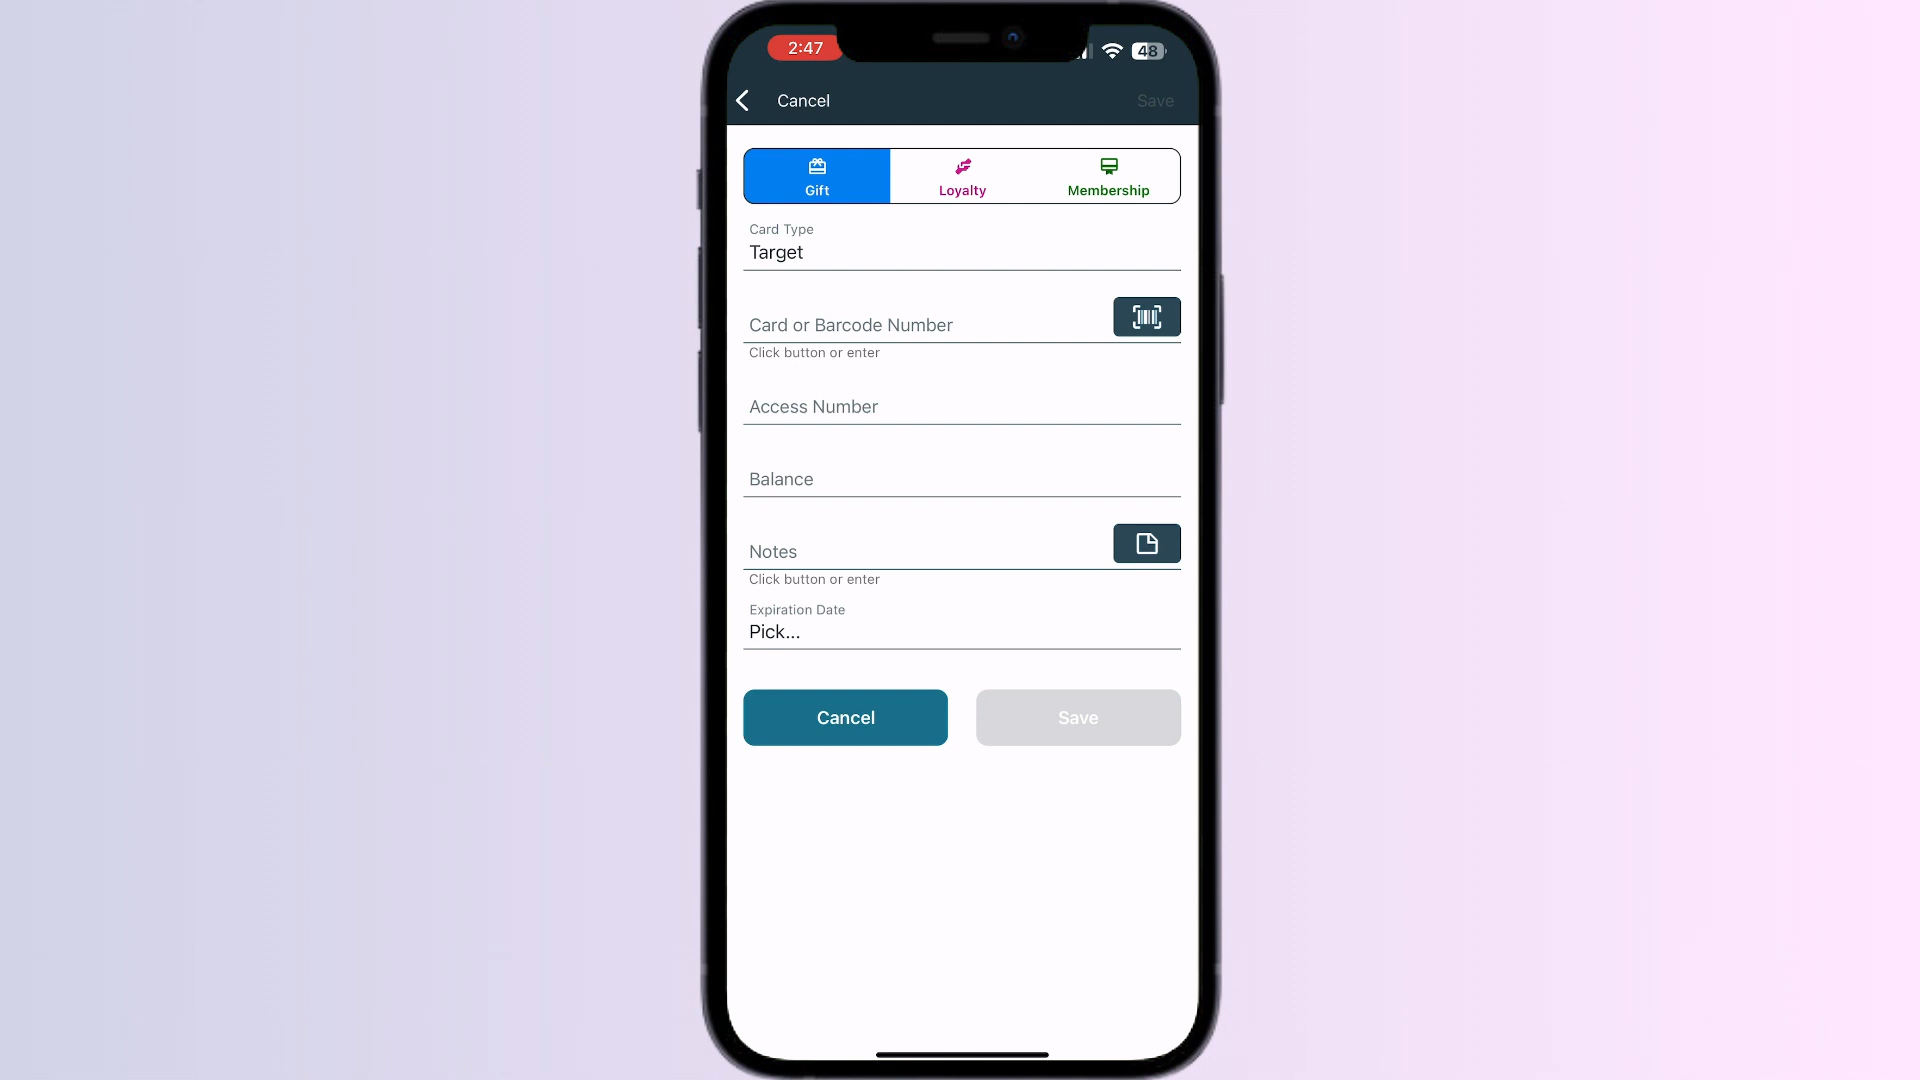 2:47
48
Cancel
Save
Gift
Loyalty
Membership
Card Type
Target
Card or Barcode Number
Click button or enter
Access Number
Balance
Notes
Click button or enter
Expiration Date
Pick...
Cancel
Save